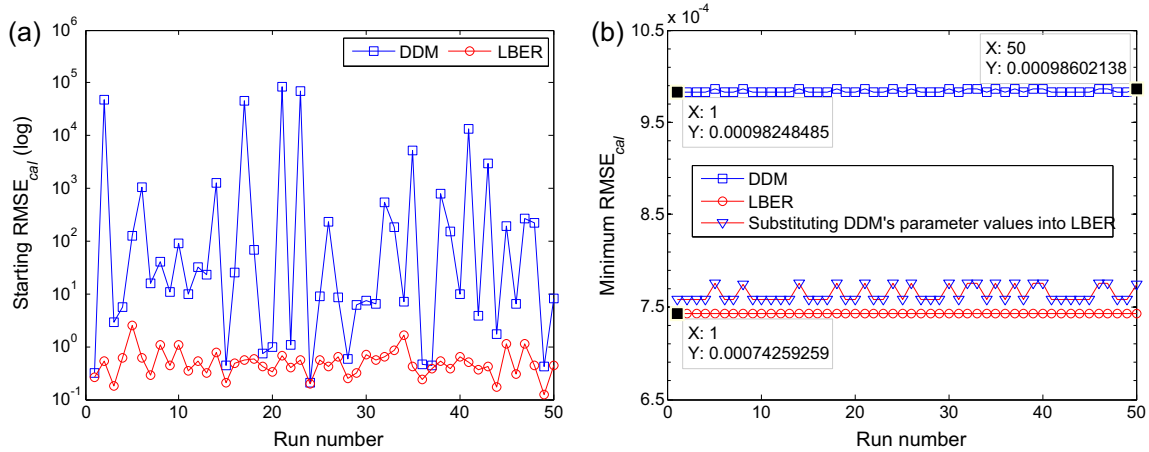 (a)
10^6
10^5
10^4
10^3
10^2
10^1
10^0
10^-1
Starting RMSE_cal (log)
DDM
LBER
0
10
20
30
40
50
Run number
(b)
x 10^-4
10.5
9.5
8.5
7.5
6.5
Minimum RMSE_cal
X: 50
Y: 0.00098602138
X: 1
Y: 0.00098248485
DDM
LBER
Substituting DDM's parameter values into LBER
X: 1
Y: 0.00074259259
0
10
20
30
40
50
Run number